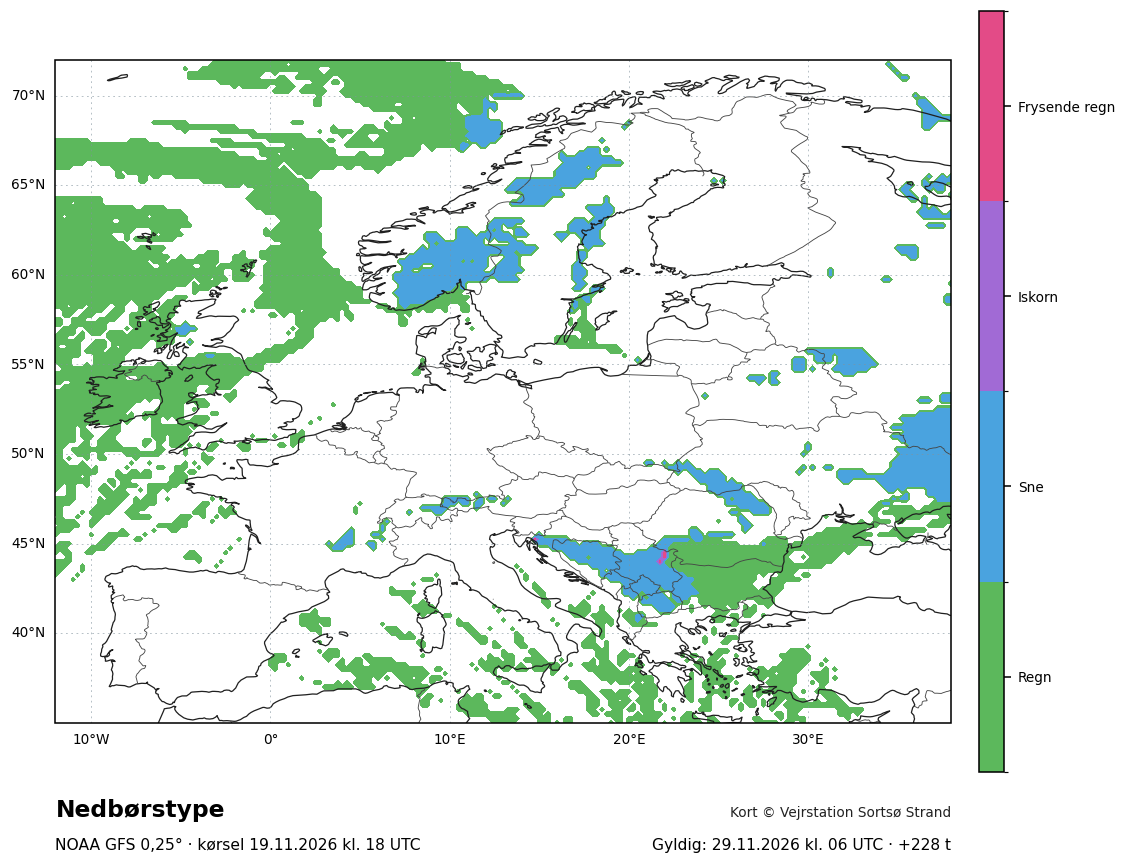 70°N
65°N
60°N
55°N
50°N
45°N
40°N
10°W
0°
10°E
20°E
30°E
Frysende regn
Iskorn
Sne
Regn
Nedbørstype
Kort © Vejrstation Sortsø Strand
NOAA GFS 0,25° · kørsel 19.11.2026 kl. 18 UTC
Gyldig: 29.11.2026 kl. 06 UTC · +228 t